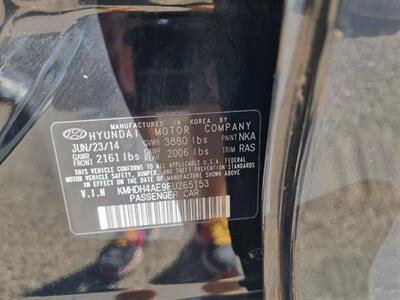 MANUFACTURED IN KOREA BY
HYUNDAI MOTOR COMPANY
JUN/23/14 GVWR 3880 lbs PAINT NKA
GAWR FRONT 2161 lbs GAWR REAR 2006 lbs TRIM RAS
THIS VEHICLE CONFORMS TO ALL APPLICABLE U.S. FEDERAL
MOTOR VEHICLE SAFETY, BUMPER, AND THEFT PREVENTION STANDARDS
IN EFFECT ON THE DATE OF MANUFACTURE SHOWN ABOVE.
V.I.N KMHDH4AE9FU265153
PASSENGER CAR